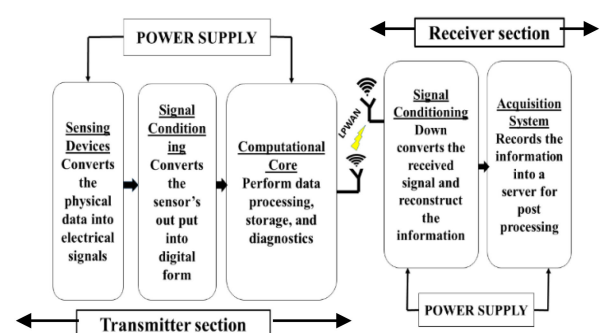 POWER SUPPLY
Receiver section
Sensing
Devices
Converts
the
physical
data into
electrical
signals
Signal
Condition
ing
Converts
the
sensor's
out put
into
digital
form
Computational
Core
Perform data
processing,
storage, and
diagnostics
LPWAN
Signal
Conditioning
Down
converts the
received
signal and
reconstruct
the
information
Acquisition
System
Records the
information
into a
server for
post
processing
Transmitter section
POWER SUPPLY